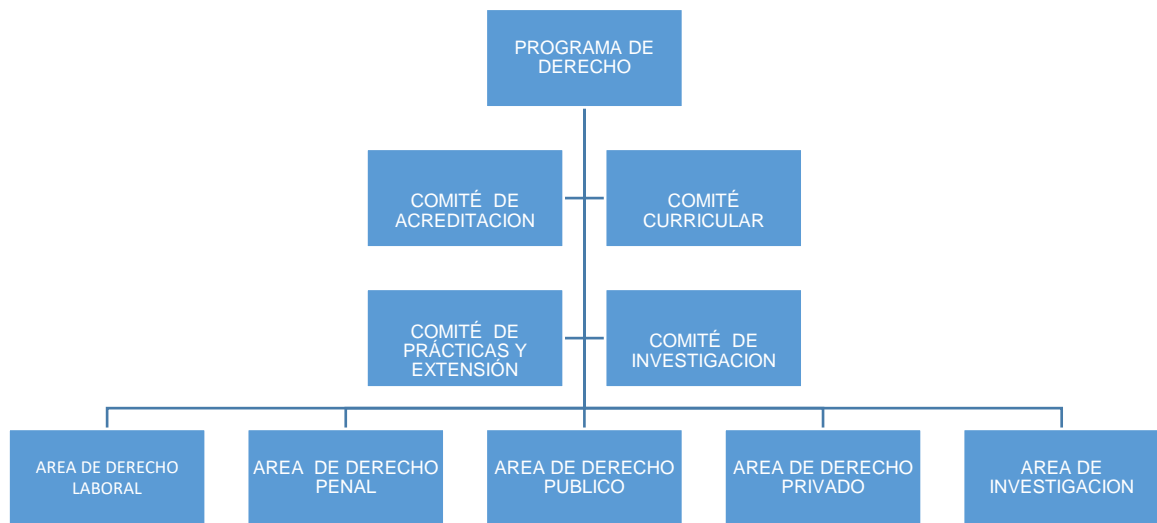 PROGRAMA DE
DERECHO
COMITÉ DE
ACREDITACION
COMITÉ
CURRICULAR
COMITÉ DE
PRÁCTICAS Y
EXTENSIÓN
COMITÉ DE
INVESTIGACION
AREA DE DERECHO
LABORAL
AREA DE DERECHO
PENAL
AREA DE DERECHO
PUBLICO
AREA DE DERECHO
PRIVADO
AREA DE
INVESTIGACION